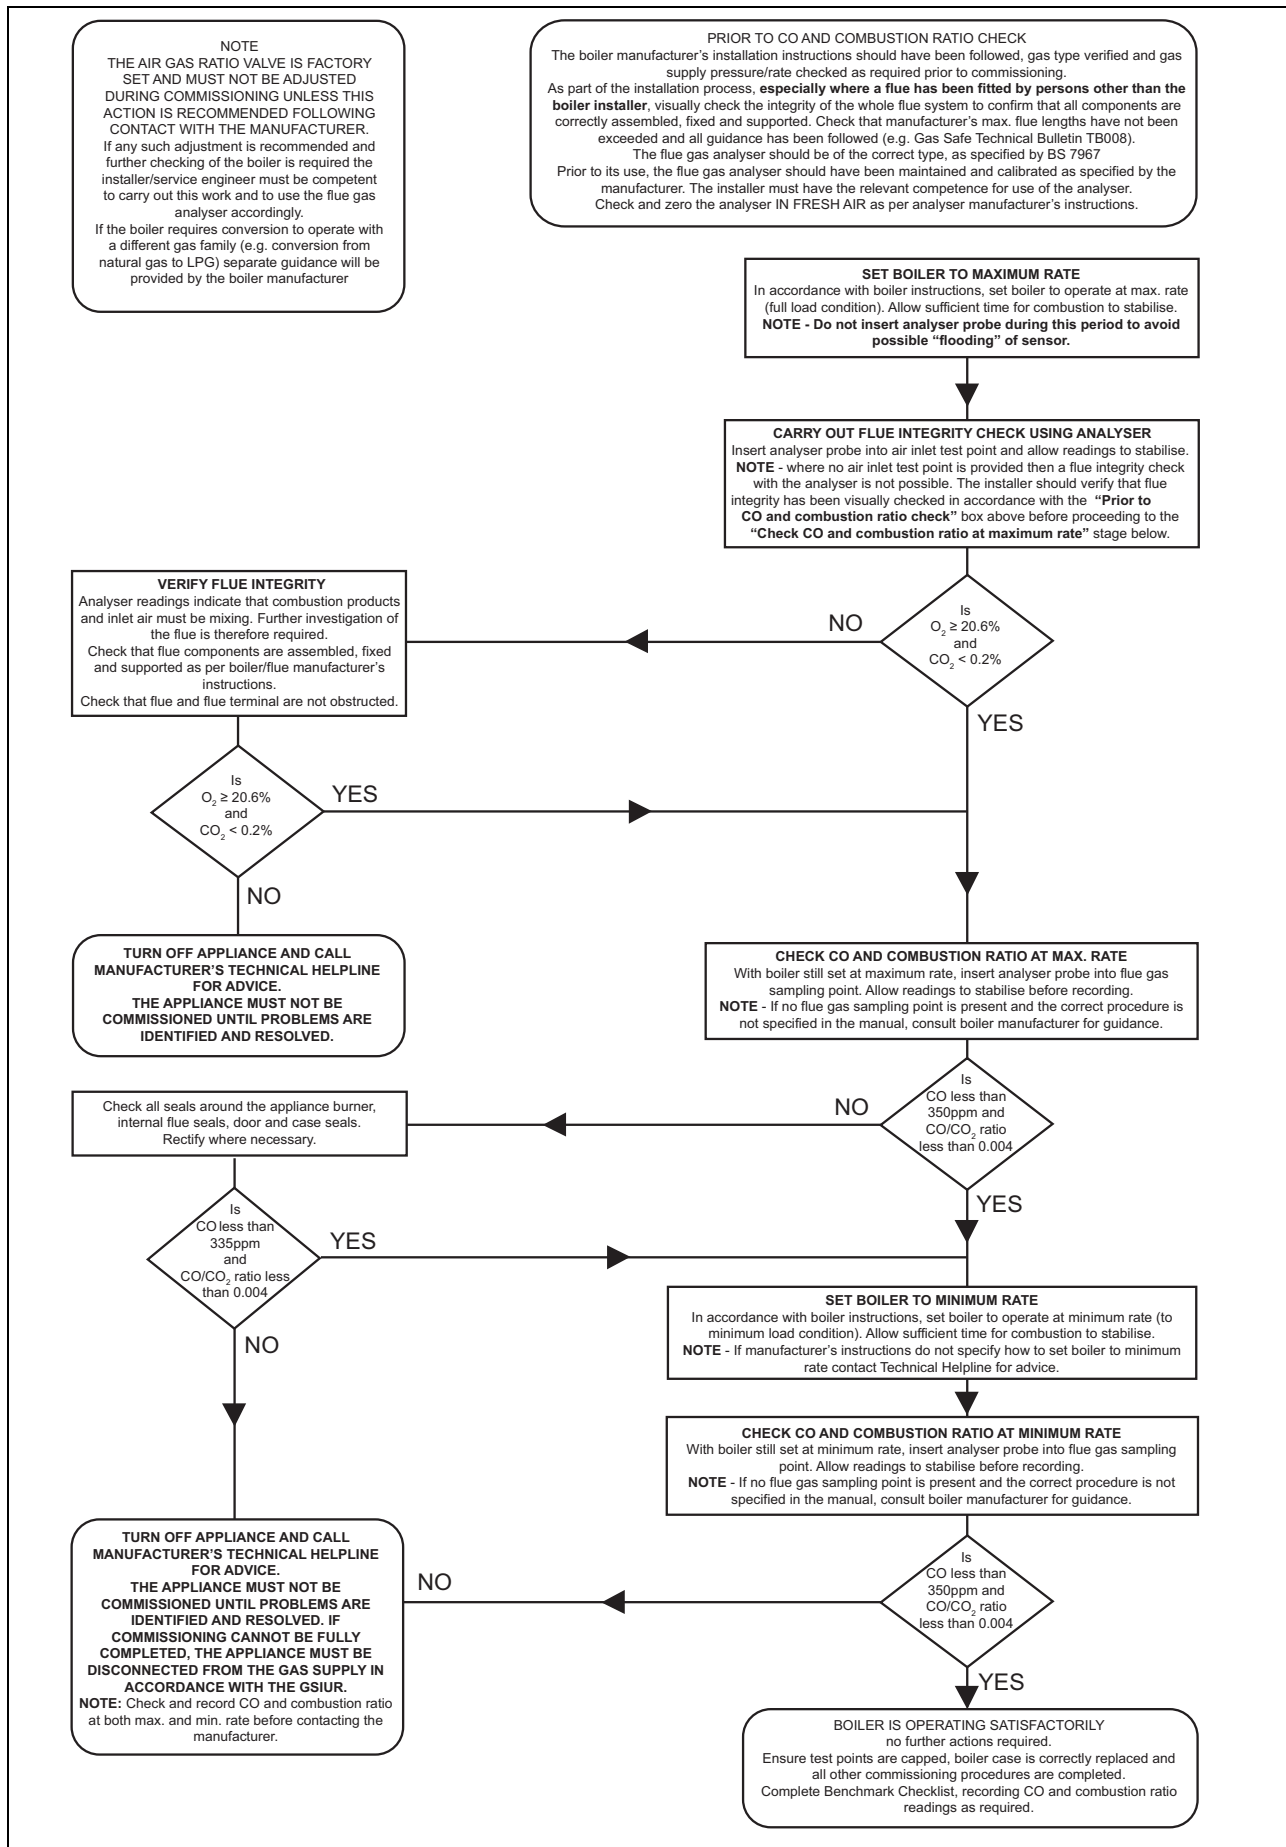 NOTE
THE AIR GAS RATIO VALVE IS FACTORY
SET AND MUST NOT BE ADJUSTED
DURING COMMISSIONING UNLESS THIS
ACTION IS RECOMMENDED FOLLOWING
CONTACT WITH THE MANUFACTURER.
If any such adjustment is recommended and
further checking of the boiler is required the
installer/service engineer must be competent
to carry out this work and to use the flue gas
analyser accordingly.
If the boiler requires conversion to operate with
a different gas family (e.g. conversion from
natural gas to LPG) separate guidance will be
provided by the boiler manufacturer
PRIOR TO CO AND COMBUSTION RATIO CHECK
The boiler manufacturer's installation instructions should have been followed, gas type verified and gas
supply pressure/rate checked as required prior to commissioning.
As part of the installation process, especially where a flue has been fitted by persons other than the
boiler installer, visually check the integrity of the whole flue system to confirm that all components are
correctly assembled, fixed and supported. Check that manufacturer's max. flue lengths have not been
exceeded and all guidance has been followed (e.g. Gas Safe Technical Bulletin TB008).
The flue gas analyser should be of the correct type, as specified by BS 7967
Prior to its use, the flue gas analyser should have been maintained and calibrated as specified by the
manufacturer. The installer must have the relevant competence for use of the analyser.
Check and zero the analyser IN FRESH AIR as per analyser manufacturer's instructions.
SET BOILER TO MAXIMUM RATE
In accordance with boiler instructions, set boiler to operate at max. rate
(full load condition). Allow sufficient time for combustion to stabilise.
NOTE - Do not insert analyser probe during this period to avoid
possible “flooding” of sensor.
CARRY OUT FLUE INTEGRITY CHECK USING ANALYSER
Insert analyser probe into air inlet test point and allow readings to stabilise.
NOTE - where no air inlet test point is provided then a flue integrity check
with the analyser is not possible. The installer should verify that flue
integrity has been visually checked in accordance with the “Prior to
CO and combustion ratio check” box above before proceeding to the
“Check CO and combustion ratio at maximum rate” stage below.
Is
O2 ≥ 20.6%
and
CO2 < 0.2%
NO
YES
VERIFY FLUE INTEGRITY
Analyser readings indicate that combustion products
and inlet air must be mixing. Further investigation of
the flue is therefore required.
Check that flue components are assembled, fixed
and supported as per boiler/flue manufacturer's
instructions.
Check that flue and flue terminal are not obstructed.
Is
O2 ≥ 20.6%
and
CO2 < 0.2%
YES
NO
TURN OFF APPLIANCE AND CALL
MANUFACTURER'S TECHNICAL HELPLINE
FOR ADVICE.
THE APPLIANCE MUST NOT BE
COMMISSIONED UNTIL PROBLEMS ARE
IDENTIFIED AND RESOLVED.
CHECK CO AND COMBUSTION RATIO AT MAX. RATE
With boiler still set at maximum rate, insert analyser probe into flue gas
sampling point. Allow readings to stabilise before recording.
NOTE - If no flue gas sampling point is present and the correct procedure is
not specified in the manual, consult boiler manufacturer for guidance.
Is
CO less than
350ppm and
CO/CO2 ratio
less than 0.004
NO
YES
Check all seals around the appliance burner,
internal flue seals, door and case seals.
Rectify where necessary.
Is
CO less than
335ppm
and
CO/CO2 ratio less
than 0.004
YES
NO
SET BOILER TO MINIMUM RATE
In accordance with boiler instructions, set boiler to operate at minimum rate (to
minimum load condition). Allow sufficient time for combustion to stabilise.
NOTE - If manufacturer's instructions do not specify how to set boiler to minimum
rate contact Technical Helpline for advice.
CHECK CO AND COMBUSTION RATIO AT MINIMUM RATE
With boiler still set at minimum rate, insert analyser probe into flue gas sampling
point. Allow readings to stabilise before recording.
NOTE - If no flue gas sampling point is present and the correct procedure is not
specified in the manual, consult boiler manufacturer for guidance.
Is
CO less than
350ppm and
CO/CO2 ratio
less than 0.004
NO
YES
TURN OFF APPLIANCE AND CALL
MANUFACTURER'S TECHNICAL HELPLINE
FOR ADVICE.
THE APPLIANCE MUST NOT BE
COMMISSIONED UNTIL PROBLEMS ARE
IDENTIFIED AND RESOLVED. IF
COMMISSIONING CANNOT BE FULLY
COMPLETED, THE APPLIANCE MUST BE
DISCONNECTED FROM THE GAS SUPPLY IN
ACCORDANCE WITH THE GSIUR.
NOTE: Check and record CO and combustion ratio
at both max. and min. rate before contacting the
manufacturer.
BOILER IS OPERATING SATISFACTORILY
no further actions required.
Ensure test points are capped, boiler case is correctly replaced and
all other commissioning procedures are completed.
Complete Benchmark Checklist, recording CO and combustion ratio
readings as required.